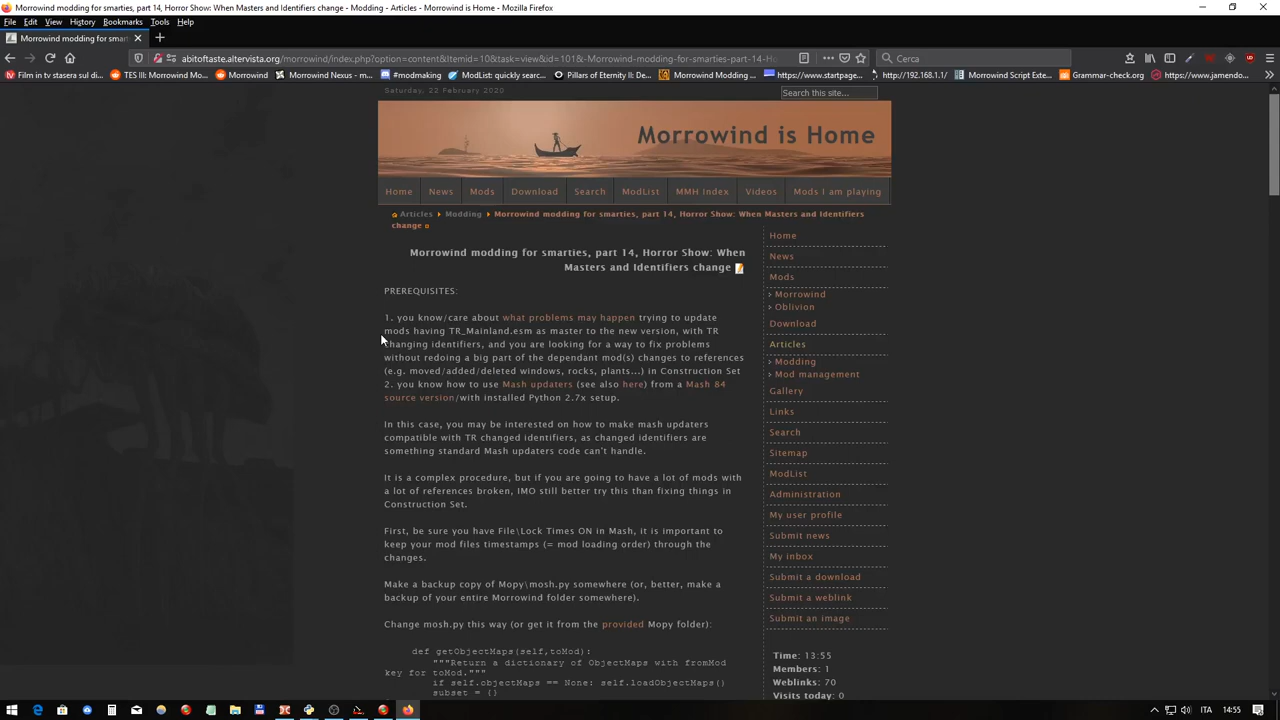 Morrowind modding for smarties, part 14, Horror Show: When Masters and Identifiers change - Modding - Articles - Morrowind is Home - Mozilla Firefox
File Edit View History Bookmarks Tools Help
Morrowind modding for smart
abitoftaste.altervista.org/morrowind/index.php?option=content&Itemid=10&task=view&id=101&-Morrowind-modding-for-smarties-part-14-Ho
Cerca
Film in tv stasera sul di... TES III: Morrowind Mo... Morrowind Nexus - m... #modmaking ModList: quickly sear... Pillars of Eternity II: De... Morrowind Modding ... https://www.startpage... http://192.168.1.1/ Morrowind Script Exte... Grammar-check.org https://www.jamendo...
Saturday, 22 February 2020
Search this site...
Morrowind is Home
Home News Mods Download Search ModList MMH Index Videos Mods I am playing
Articles Modding Morrowind modding for smarties, part 14, Horror Show: When Masters and Identifiers
change
Morrowind modding for smarties, part 14, Horror Show: When
Masters and Identifiers change
PREREQUISITES:
1. you know/care about what problems may happen trying to update
mods having TR_Mainland.esm as master to the new version, with TR
changing identifiers, and you are looking for a way to fix problems
without redoing a big part of the dependant mod(s) changes to references
(e.g. moved/added/deleted windows, rocks, plants...) in Construction Set
2. you know how to use Mash updaters (see also here) from a Mash 84
source version/with installed Python 2.7x setup.
In this case, you may be interested on how to make mash updaters
compatible with TR changed identifiers, as changed identifiers are
something standard Mash updaters code can't handle.
It is a complex procedure, but if you are going to have a lot of mods with
a lot of references broken, IMO still better try this than fixing things in
Construction Set.
First, be sure you have File\Lock Times ON in Mash, it is important to
keep your mod files timestamps (= mod loading order) through the
changes.
Make a backup copy of Mopy\mosh.py somewhere (or, better, make a
backup of your entire Morrowind folder somewhere).
Change mosh.py this way (or get it from the provided Mopy folder):
def getObjectMaps(self,toMod):
"""Return a dictionary of ObjectMaps with fromMod
key for toMod."""
if self.objectMaps == None: self.loadObjectMaps()
subset = {}
Home
News
Mods
Morrowind
Oblivion
Download
Articles
Modding
Mod management
Gallery
Links
Search
Sitemap
ModList
Administration
My user profile
Submit news
My inbox
Submit a download
Submit a weblink
Submit an image
Time: 13:55
Members: 1
Weblinks: 70
Visits today: 0
ITA 14:55